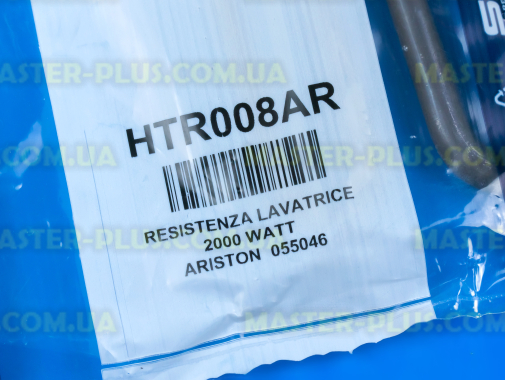 MASTER-PLUS.COM.UA
HTR008AR
RESISTENZA LAVATRICE
2000 WATT
ARISTON 055046